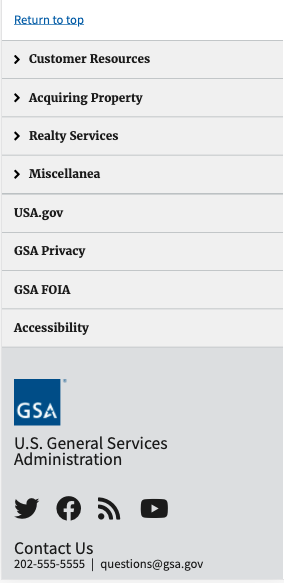 Return to top
Customer Resources
Acquiring Property
Realty Services
Miscellanea
USA.gov
GSA Privacy
GSA FOIA
Accessibility
GSA
U.S. General Services
Administration
Contact Us
202-555-5555 | questions@gsa.gov